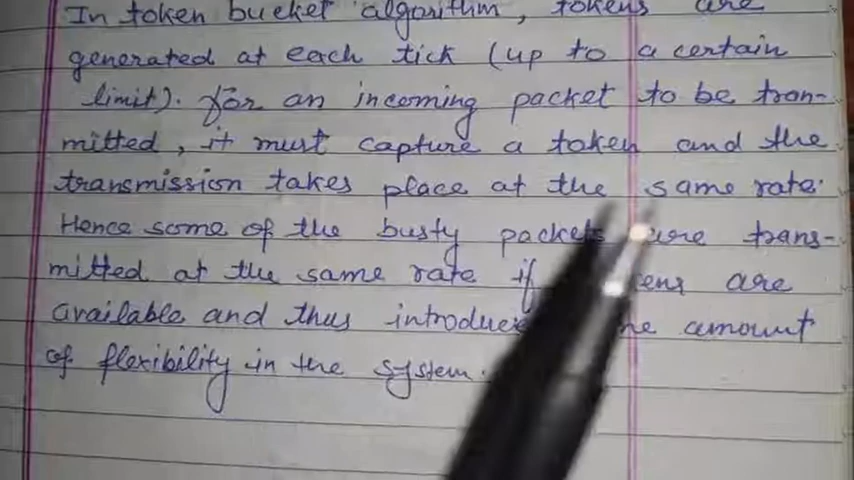 In token bucket algorithm, tokens are
generated at each tick (up to a certain
limit). For an incoming packet to be tran-
mitted, it must capture a token and the
transmission takes place at the same rate.
Hence some of the busty packets are trans-
mitted at the same rate if are
available and thus introduces amount
of flexibility in the system.